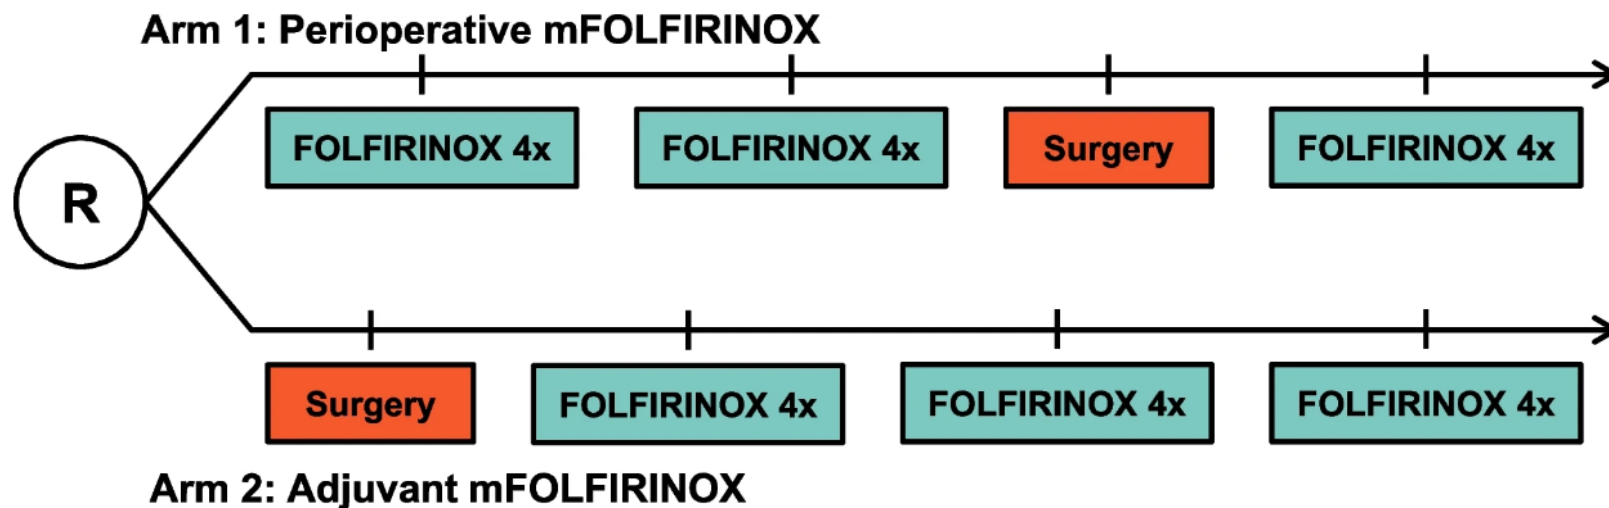 Arm 1: Perioperative mFOLFIRINOX
FOLFIRINOX 4x
FOLFIRINOX 4x
Surgery
FOLFIRINOX 4x
R
Surgery
FOLFIRINOX 4x
FOLFIRINOX 4x
FOLFIRINOX 4x
Arm 2: Adjuvant mFOLFIRINOX